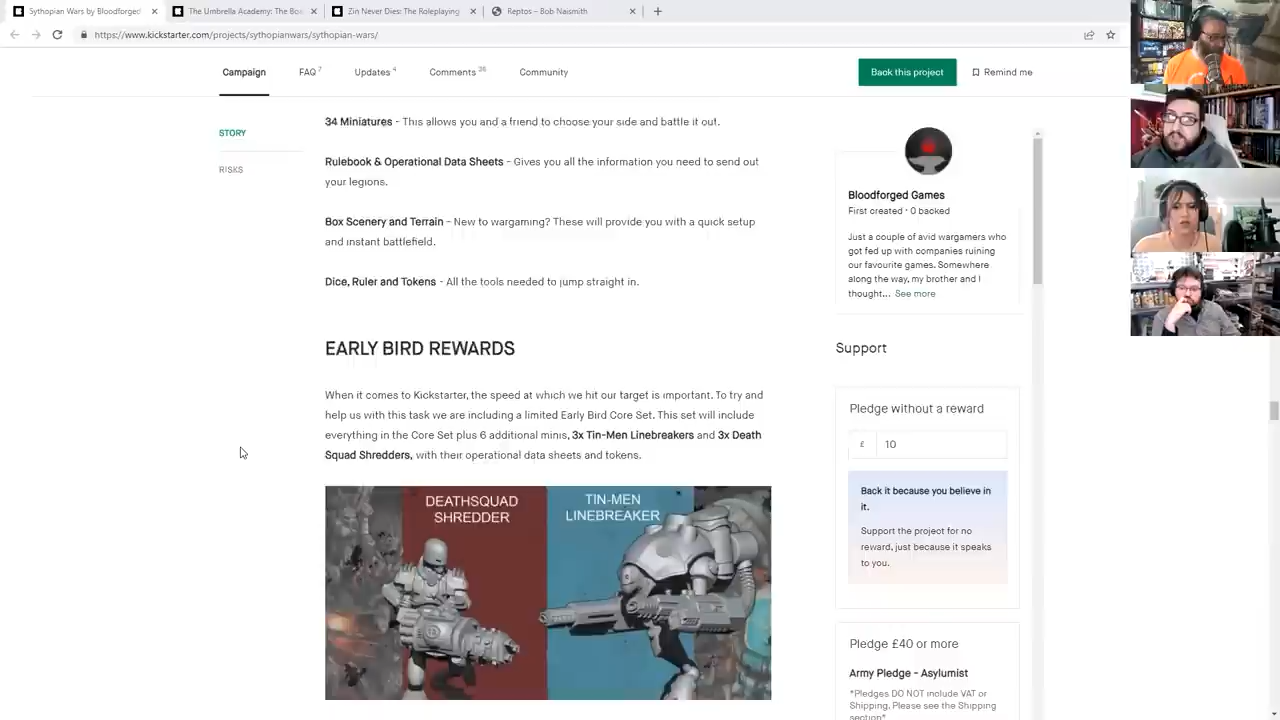 Sythopian Wars by Bloodforged
The Umbrella Academy: The Boa
Zin Never Dies: The Roleplaying
Reptos – Bob Naismith
https://www.kickstarter.com/projects/sythopianwars/sythopian-wars/
Campaign
FAQ 7
Updates 4
Comments 36
Community
Back this project
Remind me
STORY
RISKS
34 Miniatures - This allows you and a friend to choose your side and battle it out.
Rulebook & Operational Data Sheets - Gives you all the information you need to send out
your legions.
Box Scenery and Terrain - New to wargaming? These will provide you with a quick setup
and instant battlefield.
Dice, Ruler and Tokens - All the tools needed to jump straight in.
EARLY BIRD REWARDS
When it comes to Kickstarter, the speed at which we hit our target is important. To try and
help us with this task we are including a limited Early Bird Core Set. This set will include
everything in the Core Set plus 6 additional minis, 3x Tin-Men Linebreakers and 3x Death
Squad Shredders, with their operational data sheets and tokens.
DEATHSQUAD
SHREDDER
TIN-MEN
LINEBREAKER
Bloodforged Games
First created · 0 backed
Just a couple of avid wargamers who
got fed up with companies ruining
our favourite games. Somewhere
along the way, my brother and I
thought... See more
Support
Pledge without a reward
£ 10
Back it because you believe in
it.
Support the project for no
reward, just because it speaks
to you.
Pledge £40 or more
Army Pledge - Asylumist
*Pledges DO NOT include VAT or
Shipping. Please see the Shipping
section*